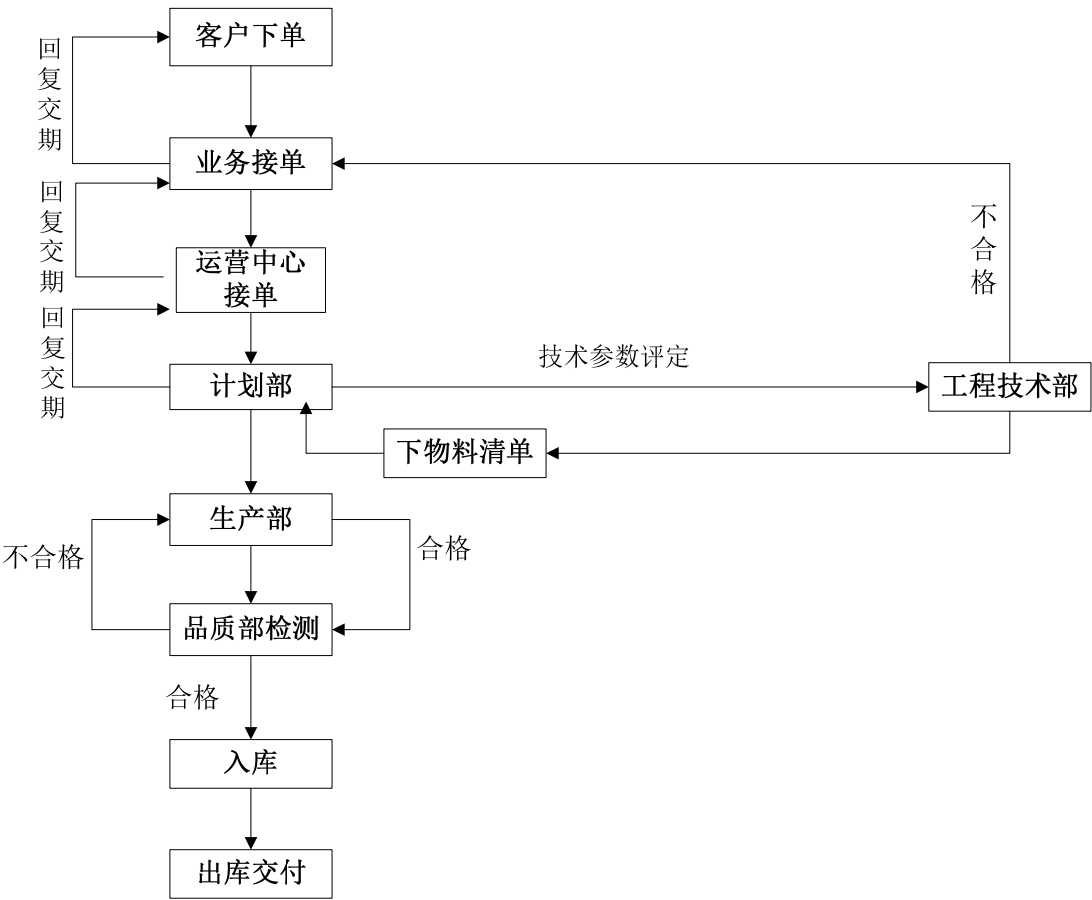 客户下单
回复交期
业务接单
回复交期
不合格
运营中心
接单
回复交期
技术参数评定
计划部
工程技术部
下物料清单
生产部
不合格
合格
品质部检测
合格
入库
出库交付